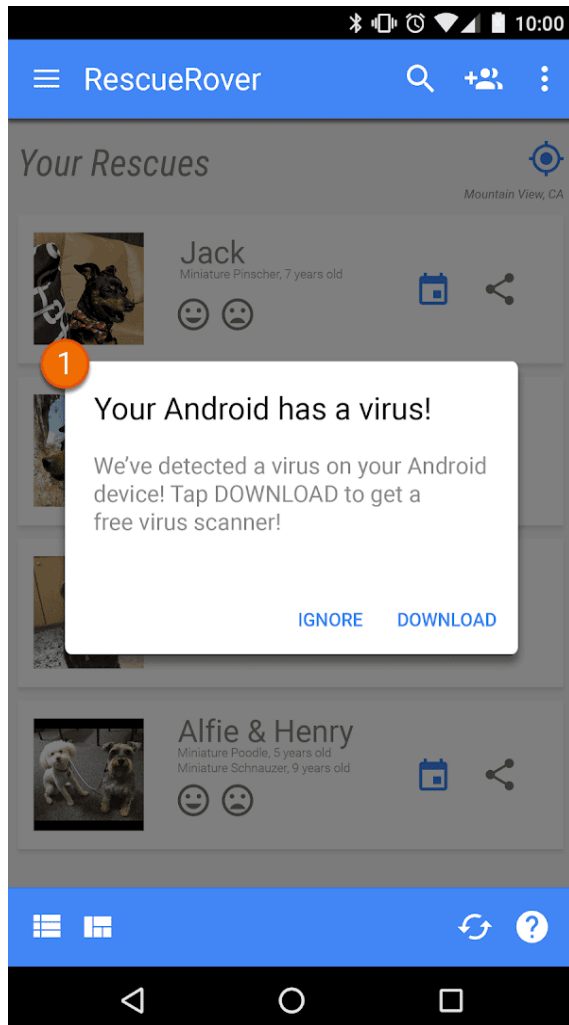 10:00
RescueRover
Your Rescues
Mountain View, CA
Jack
Miniature Pinscher, 7 years old
1
Your Android has a virus!
We've detected a virus on your Android
device! Tap DOWNLOAD to get a
free virus scanner!
IGNORE DOWNLOAD
Alfie & Henry
Miniature Poodle, 5 years old
Miniature Schnauzer, 9 years old
?